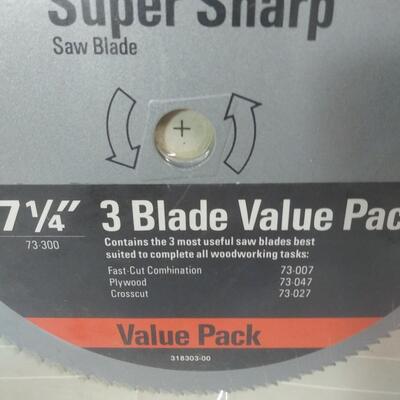 Super Sharp
Saw Blade
+
7 1/4" 3 Blade Value Pac
73-300
Contains the 3 most useful saw blades best
suited to complete all woodworking tasks:
Fast-Cut Combination 73-007
Plywood 73-047
Crosscut 73-027
Value Pack
318303-00